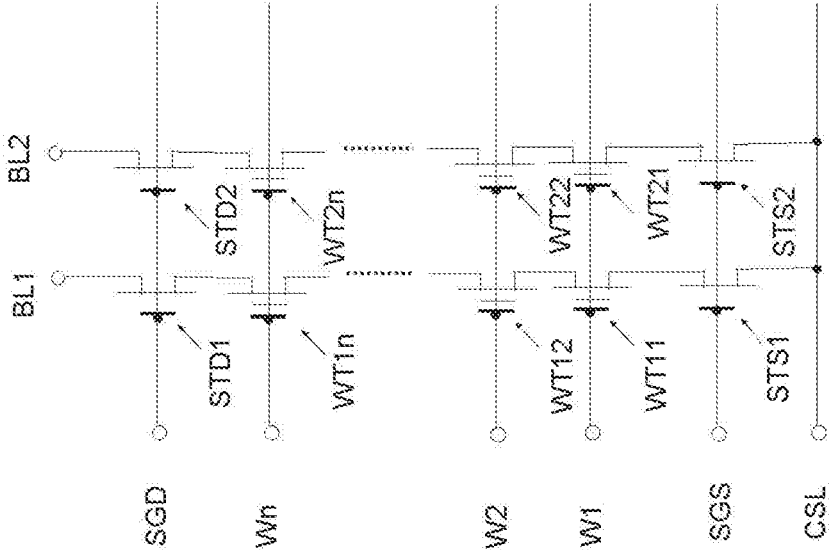 BL1
BL2
SGD
STD1
STD2
Wn
WT1n
WT2n
W2
WT12
WT22
W1
WT11
WT21
SGS
STS1
STS2
CSL